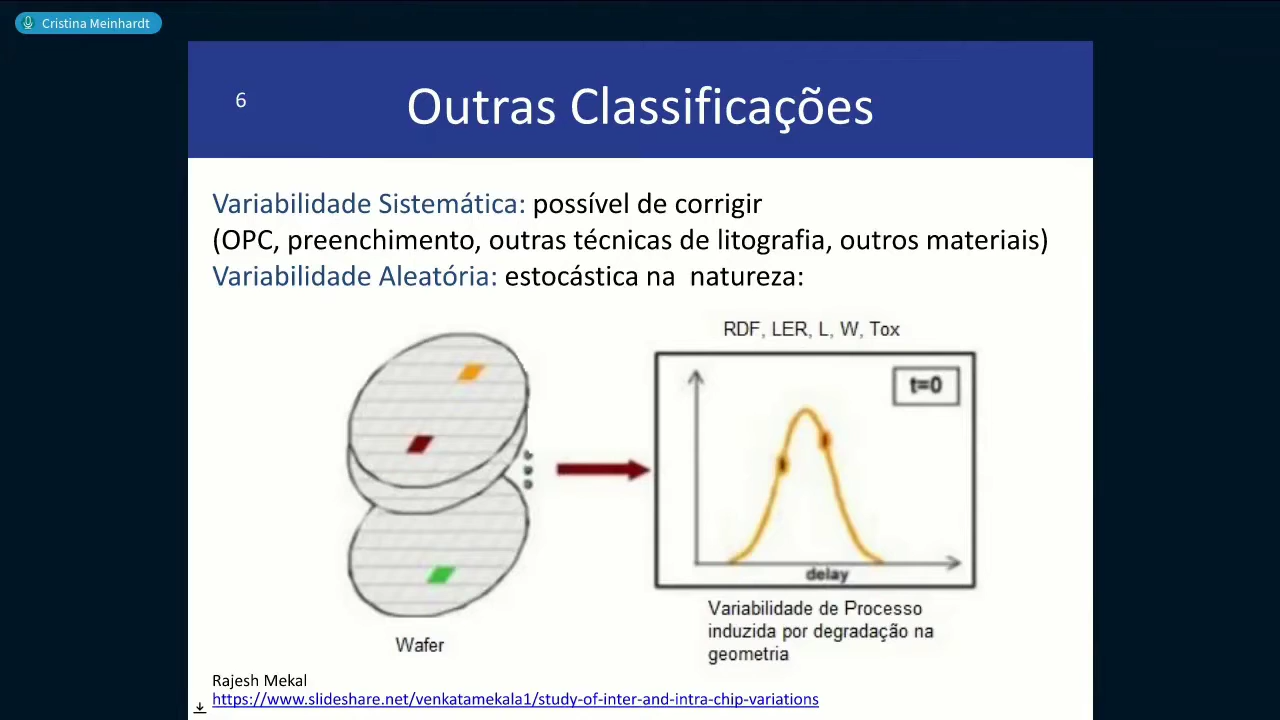 Cristina Meinhardt
6
Outras Classificações
Variabilidade Sistemática: possível de corrigir
(OPC, preenchimento, outras técnicas de litografia, outros materiais)
Variabilidade Aleatória: estocástica na natureza:
RDF, LER, L, W, Tox
t=0
delay
Wafer
Variabilidade de Processo
induzida por degradação na
geometria
Rajesh Mekal
https://www.slideshare.net/venkatamekala1/study-of-inter-and-intra-chip-variations